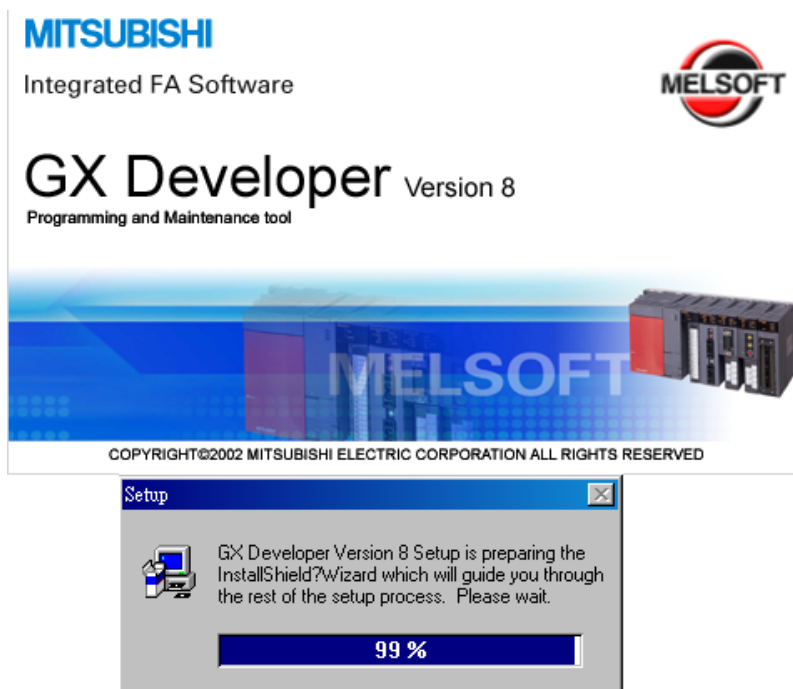 MITSUBISHI
Integrated FA Software
MELSOFT
GX Developer Version 8
Programming and Maintenance tool
MELSOFT
COPYRIGHT©2002 MITSUBISHI ELECTRIC CORPORATION ALL RIGHTS RESERVED
Setup
GX Developer Version 8 Setup is preparing the
InstallShield?Wizard which will guide you through
the rest of the setup process. Please wait.
99 %